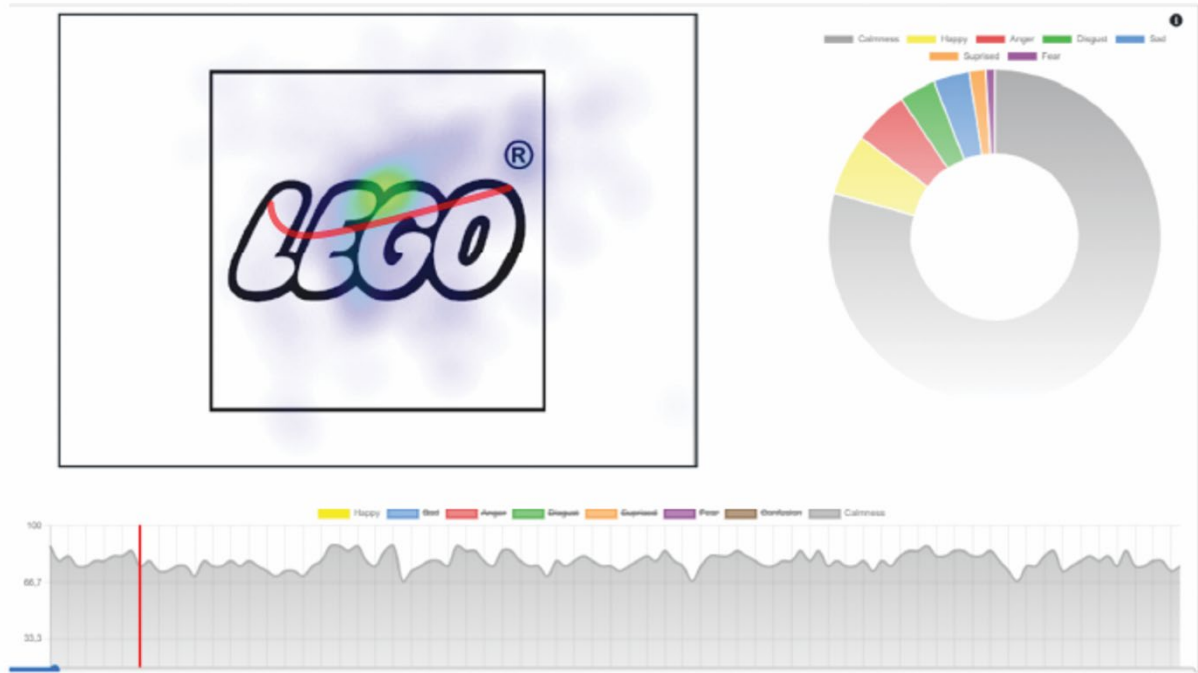 LEGO ®
Calmness Happy Anger Disgust Sad
Suprised Fear
Happy Sad Anger Disgust Suprised Fear Confusion Calmness
100
66,7
33,3